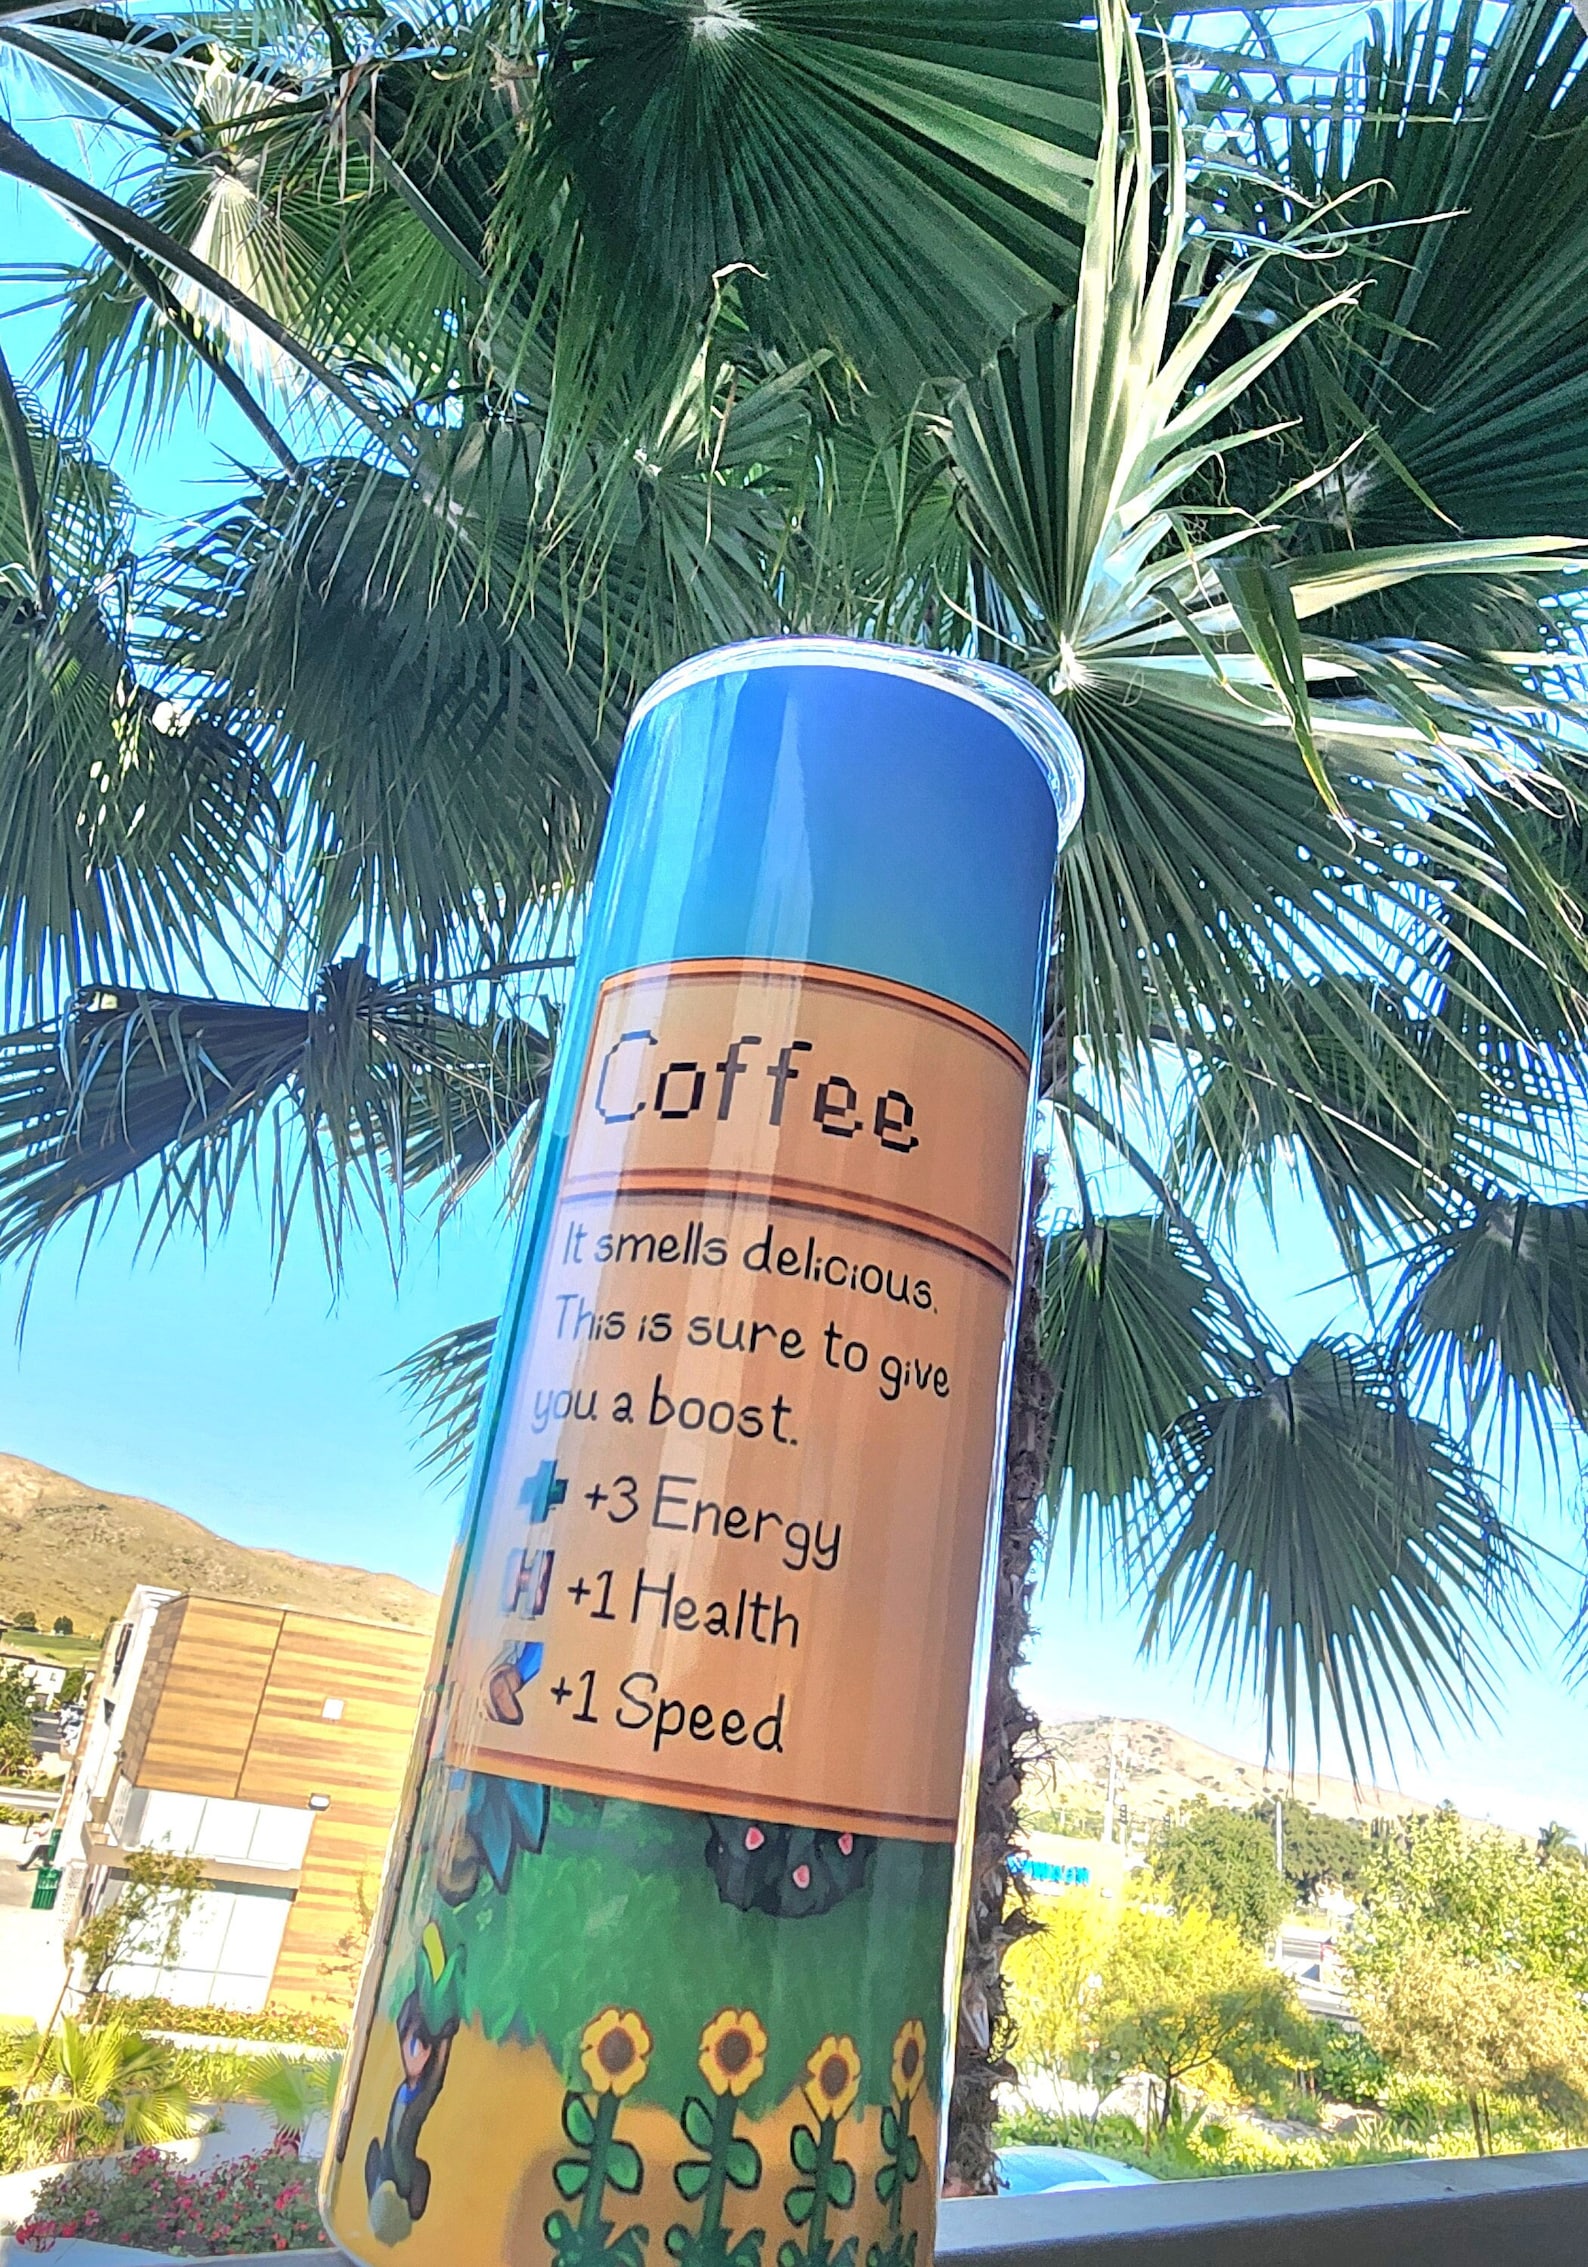 Coffee
It smells delicious.
This is sure to give
you a boost.
+3 Energy
H +1 Health
+1 Speed